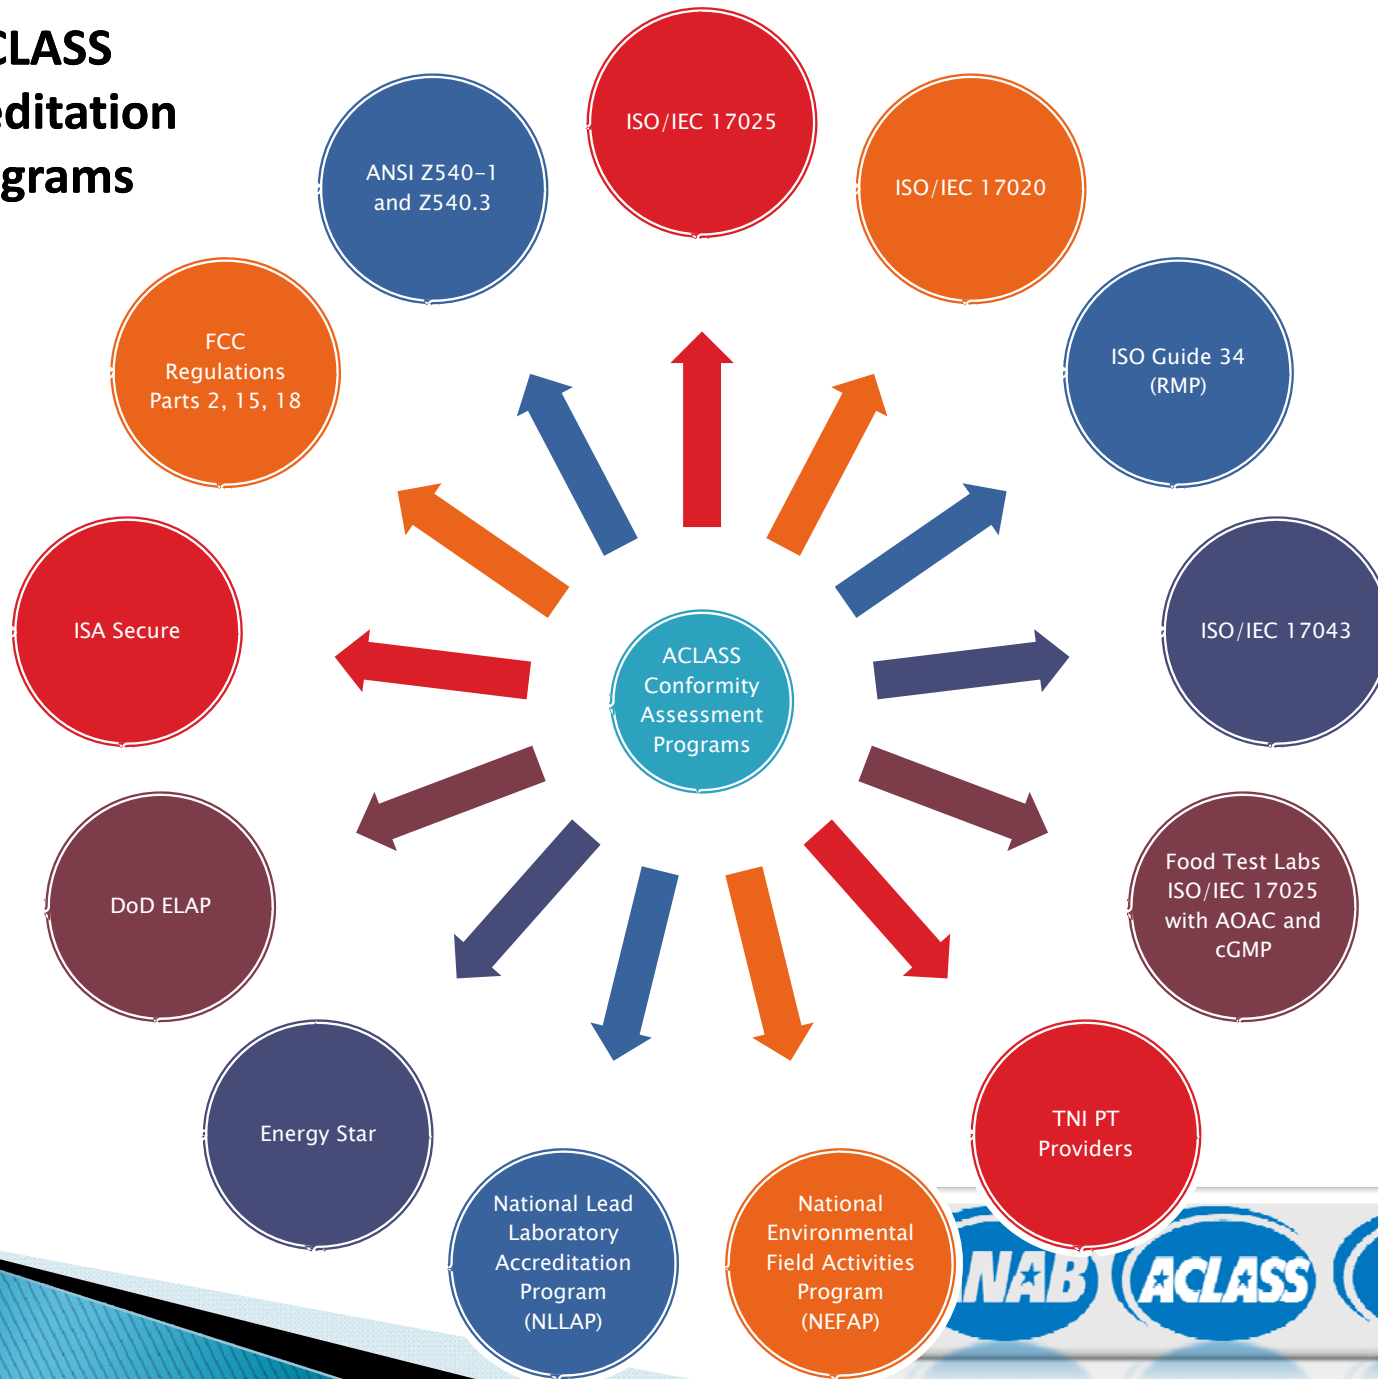 CLASS
editation
grams
ISO/IEC 17025
ISO/IEC 17020
ISO Guide 34
(RMP)
ISO/IEC 17043
Food Test Labs
ISO/IEC 17025
with AOAC and
cGMP
TNI PT
Providers
National
Environmental
Field Activities
Program
(NEFAP)
National Lead
Laboratory
Accreditation
Program
(NLLAP)
Energy Star
DoD ELAP
ISA Secure
FCC
Regulations
Parts 2, 15, 18
ANSI Z540-1
and Z540.3
ACLASS
Conformity
Assessment
Programs
NAB
ACLASS